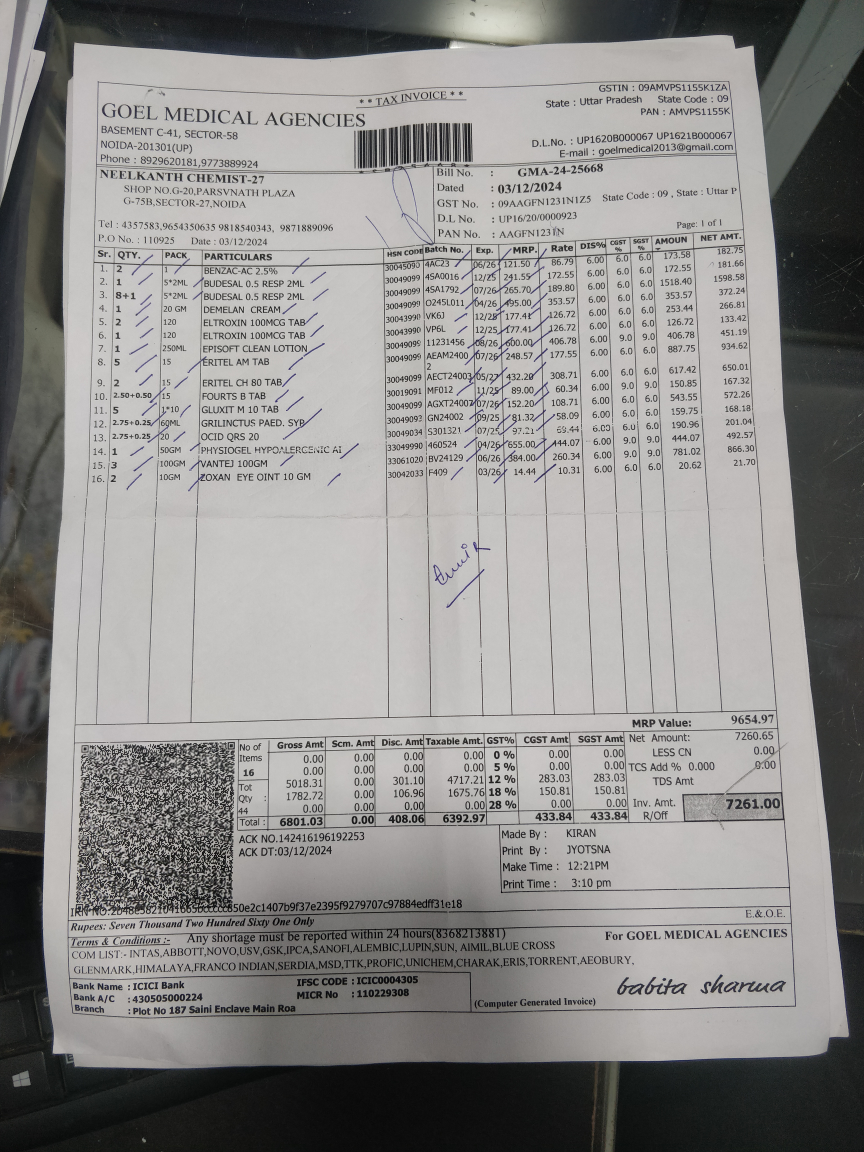 ** TAX INVOICE **
GSTIN : 09AMVPS1155K1ZA
State : Uttar Pradesh State Code : 09
PAN : AMVPS1155K
GOEL MEDICAL AGENCIES
BASEMENT C-41, SECTOR-58
NOIDA-201301(UP)
Phone : 8929620181,9773889924
D.L.No. : UP1620B000067 UP1621B000067
E-mail : goelmedical2013@gmail.com
NEELKANTH CHEMIST-27
SHOP NO.G-20,PARSVNATH PLAZA
G-75B,SECTOR-27,NOIDA
Tel : 4357583,9654350635 9818540343, 9871889096
P.O No. : 110925 Date : 03/12/2024
Bill No. : GMA-24-25668
Dated : 03/12/2024
GST No. : 09AAGFN1231N1Z5 State Code : 09 , State : Uttar P
D.L No. : UP16/20/0000923
PAN No. : AAGFN1231N
Page: 1 of 1
Sr. QTY. PACK PARTICULARS HSN CODE Batch No. Exp. MRP. Rate DIS% CGST % SGST % AMOUN NET AMT.
1. 2 1 BENZAC-AC 2.5% 30045090 4AC23 06/26 121.50 86.79 6.00 6.0 6.0 173.58 182.75
2. 1 5*2ML BUDESAL 0.5 RESP 2ML 30049099 4SA0016 12/25 241.55 172.55 6.00 6.0 6.0 172.55 181.66
3. 8+1 5*2ML BUDESAL 0.5 RESP 2ML 30049099 4SA1792 07/26 265.70 189.80 6.00 6.0 6.0 1518.40 1598.58
4. 1 20 GM DEMELAN CREAM 30049099 O245L011 04/26 495.00 353.57 6.00 6.0 6.0 353.57 372.24
5. 2 120 ELTROXIN 100MCG TAB 30043990 VK6J 12/25 177.41 126.72 6.00 6.0 6.0 253.44 266.81
6. 1 120 ELTROXIN 100MCG TAB 30043990 VP6L 12/25 177.41 126.72 6.00 6.0 6.0 126.72 133.42
7. 1 250ML EPISOFT CLEAN LOTION 30049099 11231456 08/26 600.00 406.78 6.00 9.0 9.0 406.78 451.19
8. 5 15 ERITEL AM TAB 30049099 AEAM2400 2 07/26 248.57 177.55 6.00 6.0 6.0 887.75 934.62
9. 2 15 ERITEL CH 80 TAB 30049099 AECT24003 05/27 432.20 308.71 6.00 6.0 6.0 617.42 650.01
10. 2.50+0.50 15 FOURTS B TAB 30019091 MF012 11/25 89.00 60.34 6.00 9.0 9.0 150.85 167.32
11. 5 1*10 GLUXIT M 10 TAB 30049099 AGXT24007 07/26 152.20 108.71 6.00 6.0 6.0 543.55 572.26
12. 2.75+0.25 60ML GRILINCTUS PAED. SYP 30049092 GN24002 09/25 81.32 58.09 6.00 6.0 6.0 159.75 168.18
13. 2.75+0.25 20 OCID QRS 20 30049034 S301321 07/25 97.21 69.44 6.00 6.0 6.0 190.96 201.04
14. 1 50GM PHYSIOGEL HYPOALERGENIC AI 33049990 460524 04/26 655.00 444.07 6.00 9.0 9.0 444.07 492.57
15. 3 100GM VANTEJ 100GM 33061020 BV24129 06/26 384.00 260.34 6.00 9.0 9.0 781.02 866.30
16. 2 10GM ZOXAN EYE OINT 10 GM 30042033 F409 03/26 14.44 10.31 6.00 6.0 6.0 20.62 21.70
MRP Value: 9654.97
No of Items 16 Tot Qty : 44
Gross Amt Scm. Amt Disc. Amt Taxable Amt. GST% CGST Amt SGST Amt
0.00 0.00 0.00 0.00 0 % 0.00 0.00
0.00 0.00 0.00 0.00 5 % 0.00 0.00
5018.31 0.00 301.10 4717.21 12 % 283.03 283.03
1782.72 0.00 106.96 1675.76 18 % 150.81 150.81
0.00 0.00 0.00 0.00 28 % 0.00 0.00
Total : 6801.03 0.00 408.06 6392.97 433.84 433.84
Net Amount: 7260.65
LESS CN 0.00
TCS Add % 0.000 0.00
TDS Amt
Inv. Amt. 7261.00
R/Off
ACK NO.142416196192253
ACK DT:03/12/2024
Made By : KIRAN
Print By : JYOTSNA
Make Time : 12:21PM
Print Time : 3:10 pm
E.&O.E.
Rupees: Seven Thousand Two Hundred Sixty One Only
Terms & Conditions :- Any shortage must be reported within 24 hours(8368213881)
For GOEL MEDICAL AGENCIES
COM LIST:- INTAS,ABBOTT,NOVO,USV,GSK,IPCA,SANOFI,ALEMBIC,LUPIN,SUN, AIMIL,BLUE CROSS
GLENMARK,HIMALAYA,FRANCO INDIAN,SERDIA,MSD,TTK,PROFIC,UNICHEM,CHARAK,ERIS,TORRENT,AEOBURY,
Bank Name : ICICI Bank IFSC CODE : ICIC0004305
Bank A/C : 430505000224 MICR No : 110229308
Branch : Plot No 187 Saini Enclave Main Roa
(Computer Generated Invoice)
babita sharma